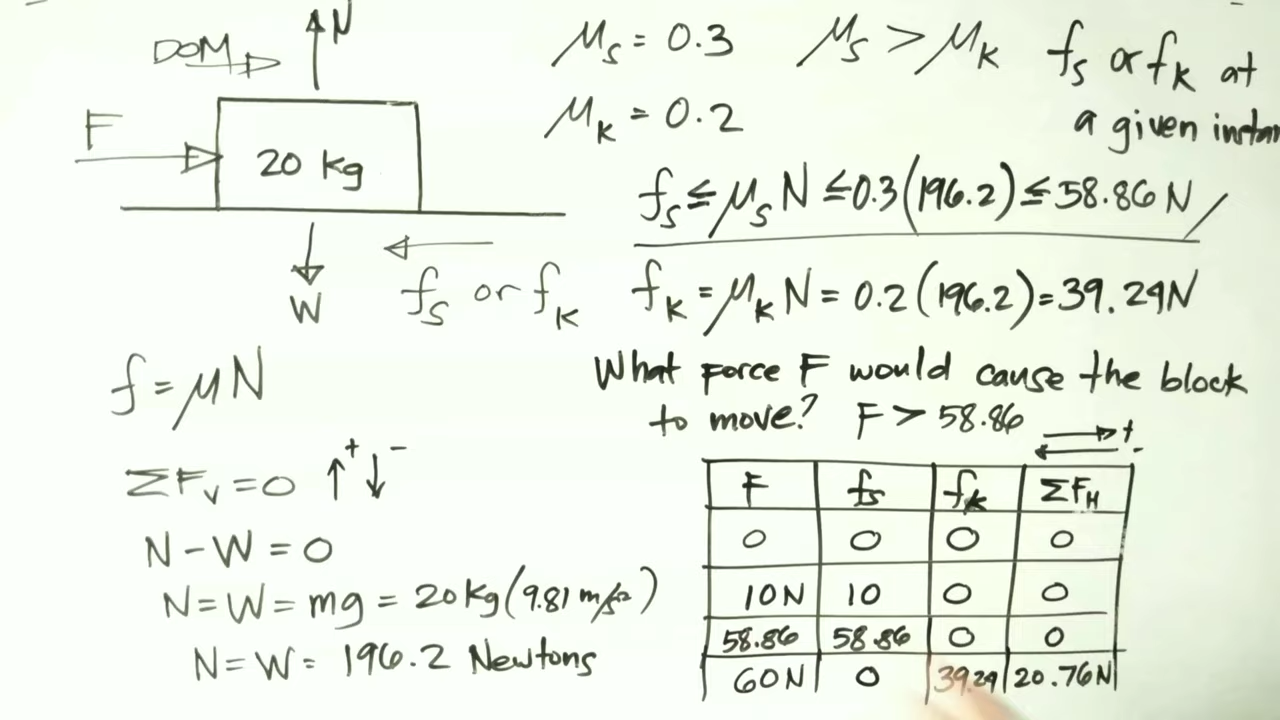 N
DOM
F
20 kg
W
fs or fK
f = μN
ΣFv = 0 ↑+ ↓-
N - W = 0
N = W = mg = 20 kg (9.81 m/s²)
N = W = 196.2 Newtons
μs = 0.3 μs > μK fs or fK at
μK = 0.2 a given instan
fs ≤ μs N ≤ 0.3 (196.2) ≤ 58.86 N
fK = μK N = 0.2 (196.2) = 39.24 N
What force F would cause the block
to move? F > 58.86
+
-
F fs fK ΣFH
0 0 0 0
10N 10 0 0
58.86 58.86 0 0
60N 0 39.24 20.76N